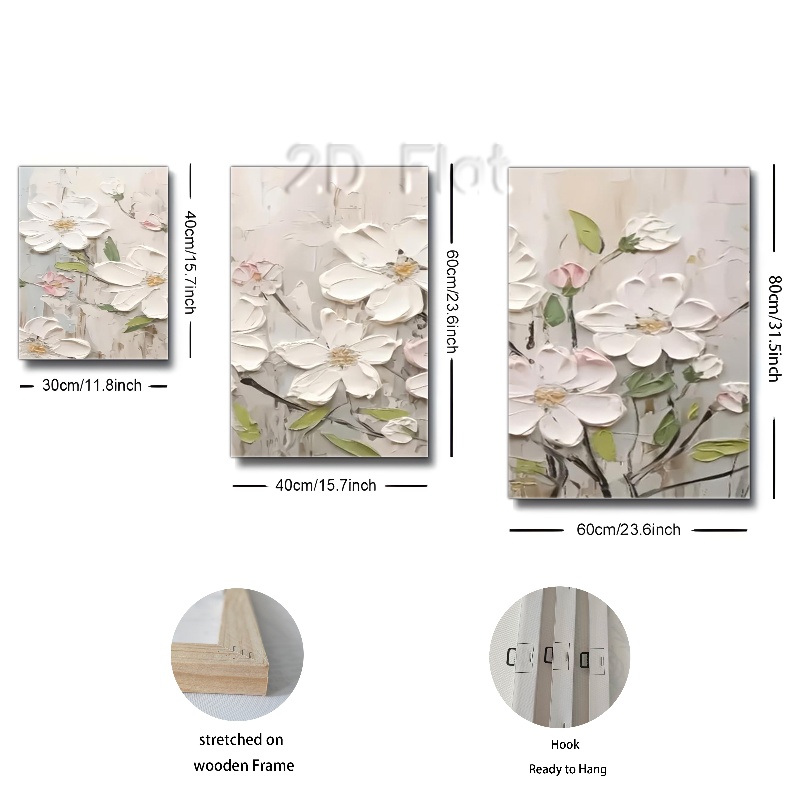 2D Flat
40cm/15.7inch
60cm/23.6inch
80cm/31.5inch
30cm/11.8inch
40cm/15.7inch
60cm/23.6inch
stretched on
wooden Frame
Hook
Ready to Hang